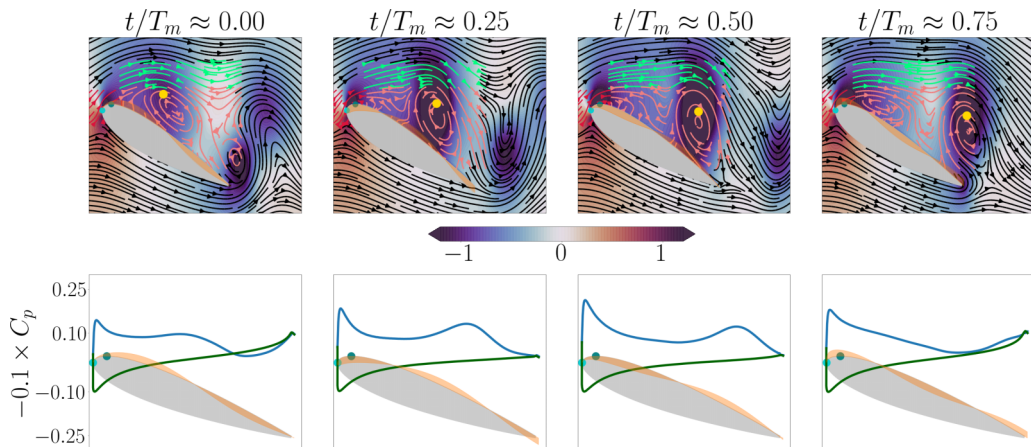 t/T_m ≈ 0.00
t/T_m ≈ 0.25
t/T_m ≈ 0.50
t/T_m ≈ 0.75
−1
0
1
−0.1 × C_p
0.25
0.10
−0.10
−0.25